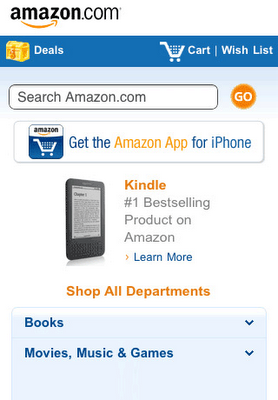 amazon.com
Deals
Cart | Wish List
Search Amazon.com
GO
amazon
Get the Amazon App for iPhone
Kindle
#1 Bestselling
Product on
Amazon
› Learn More
Shop All Departments
Books
Movies, Music & Games